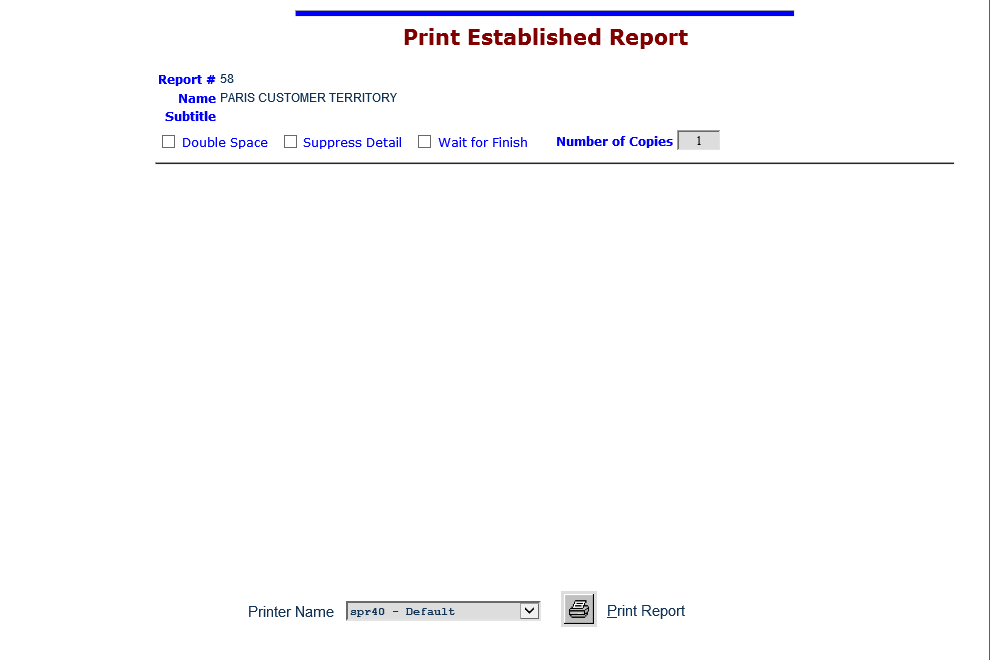 Print Established Report
Report # 58
Name PARIS CUSTOMER TERRITORY
Subtitle
Double Space Suppress Detail Wait for Finish Number of Copies 1
Printer Name spr40 - Default Print Report